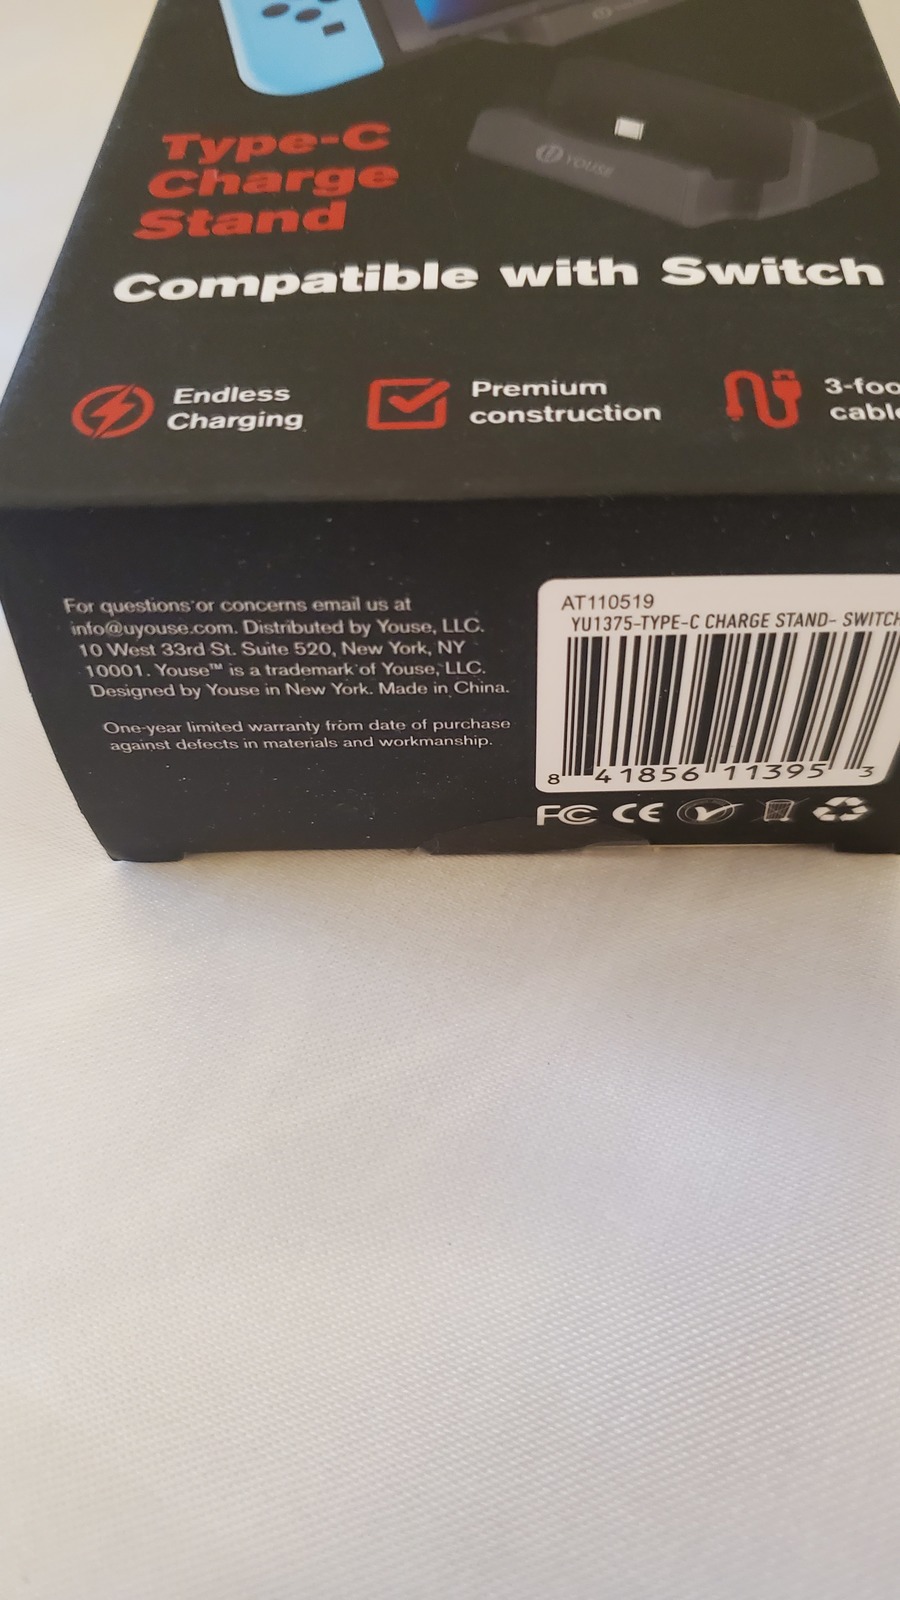 YOUSE
Type-C
Charge
Stand
Compatible with Switch
Endless
Charging
Premium
construction
3-foo
cable
For questions or concerns email us at
info@uyouse.com. Distributed by Youse, LLC.
10 West 33rd St. Suite 520, New York, NY
10001. Youse™ is a trademark of Youse, LLC.
Designed by Youse in New York. Made in China.
One-year limited warranty from date of purchase
against defects in materials and workmanship.
AT110519
YU1375-TYPE-C CHARGE STAND- SWITCH
8 41856 11395 3
FC CE